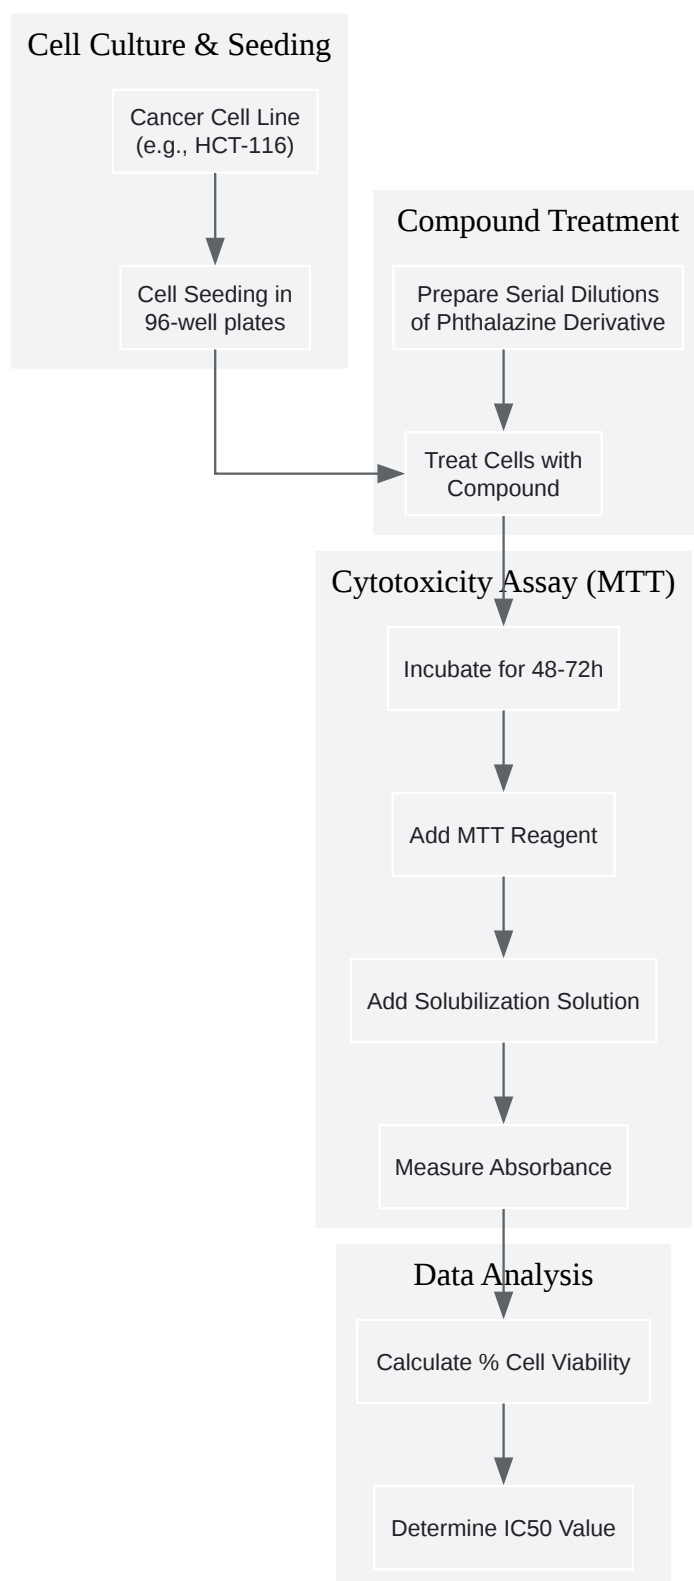 Cell Culture & Seeding
Cancer Cell Line
(e.g., HCT-116)
Cell Seeding in
96-well plates
Compound Treatment
Prepare Serial Dilutions
of Phthalazine Derivative
Treat Cells with
Compound
Cytotoxicity Assay (MTT)
Incubate for 48-72h
Add MTT Reagent
Add Solubilization Solution
Measure Absorbance
Data Analysis
Calculate % Cell Viability
Determine IC50 Value